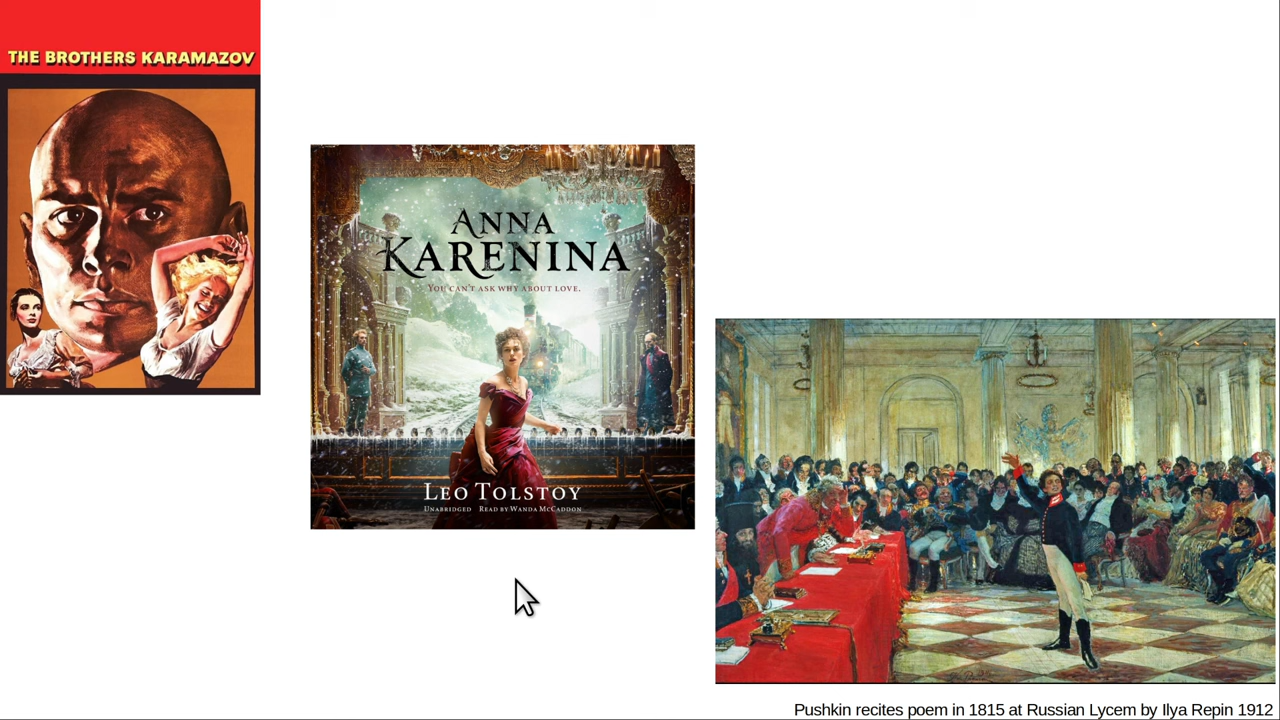 THE BROTHERS KARAMAZOV
ANNA
KARENINA
YOU CAN'T ASK WHY ABOUT LOVE.
LEO TOLSTOY
UNABRIDGED READ BY WANDA MCCADDON
Pushkin recites poem in 1815 at Russian Lycem by Ilya Repin 1912